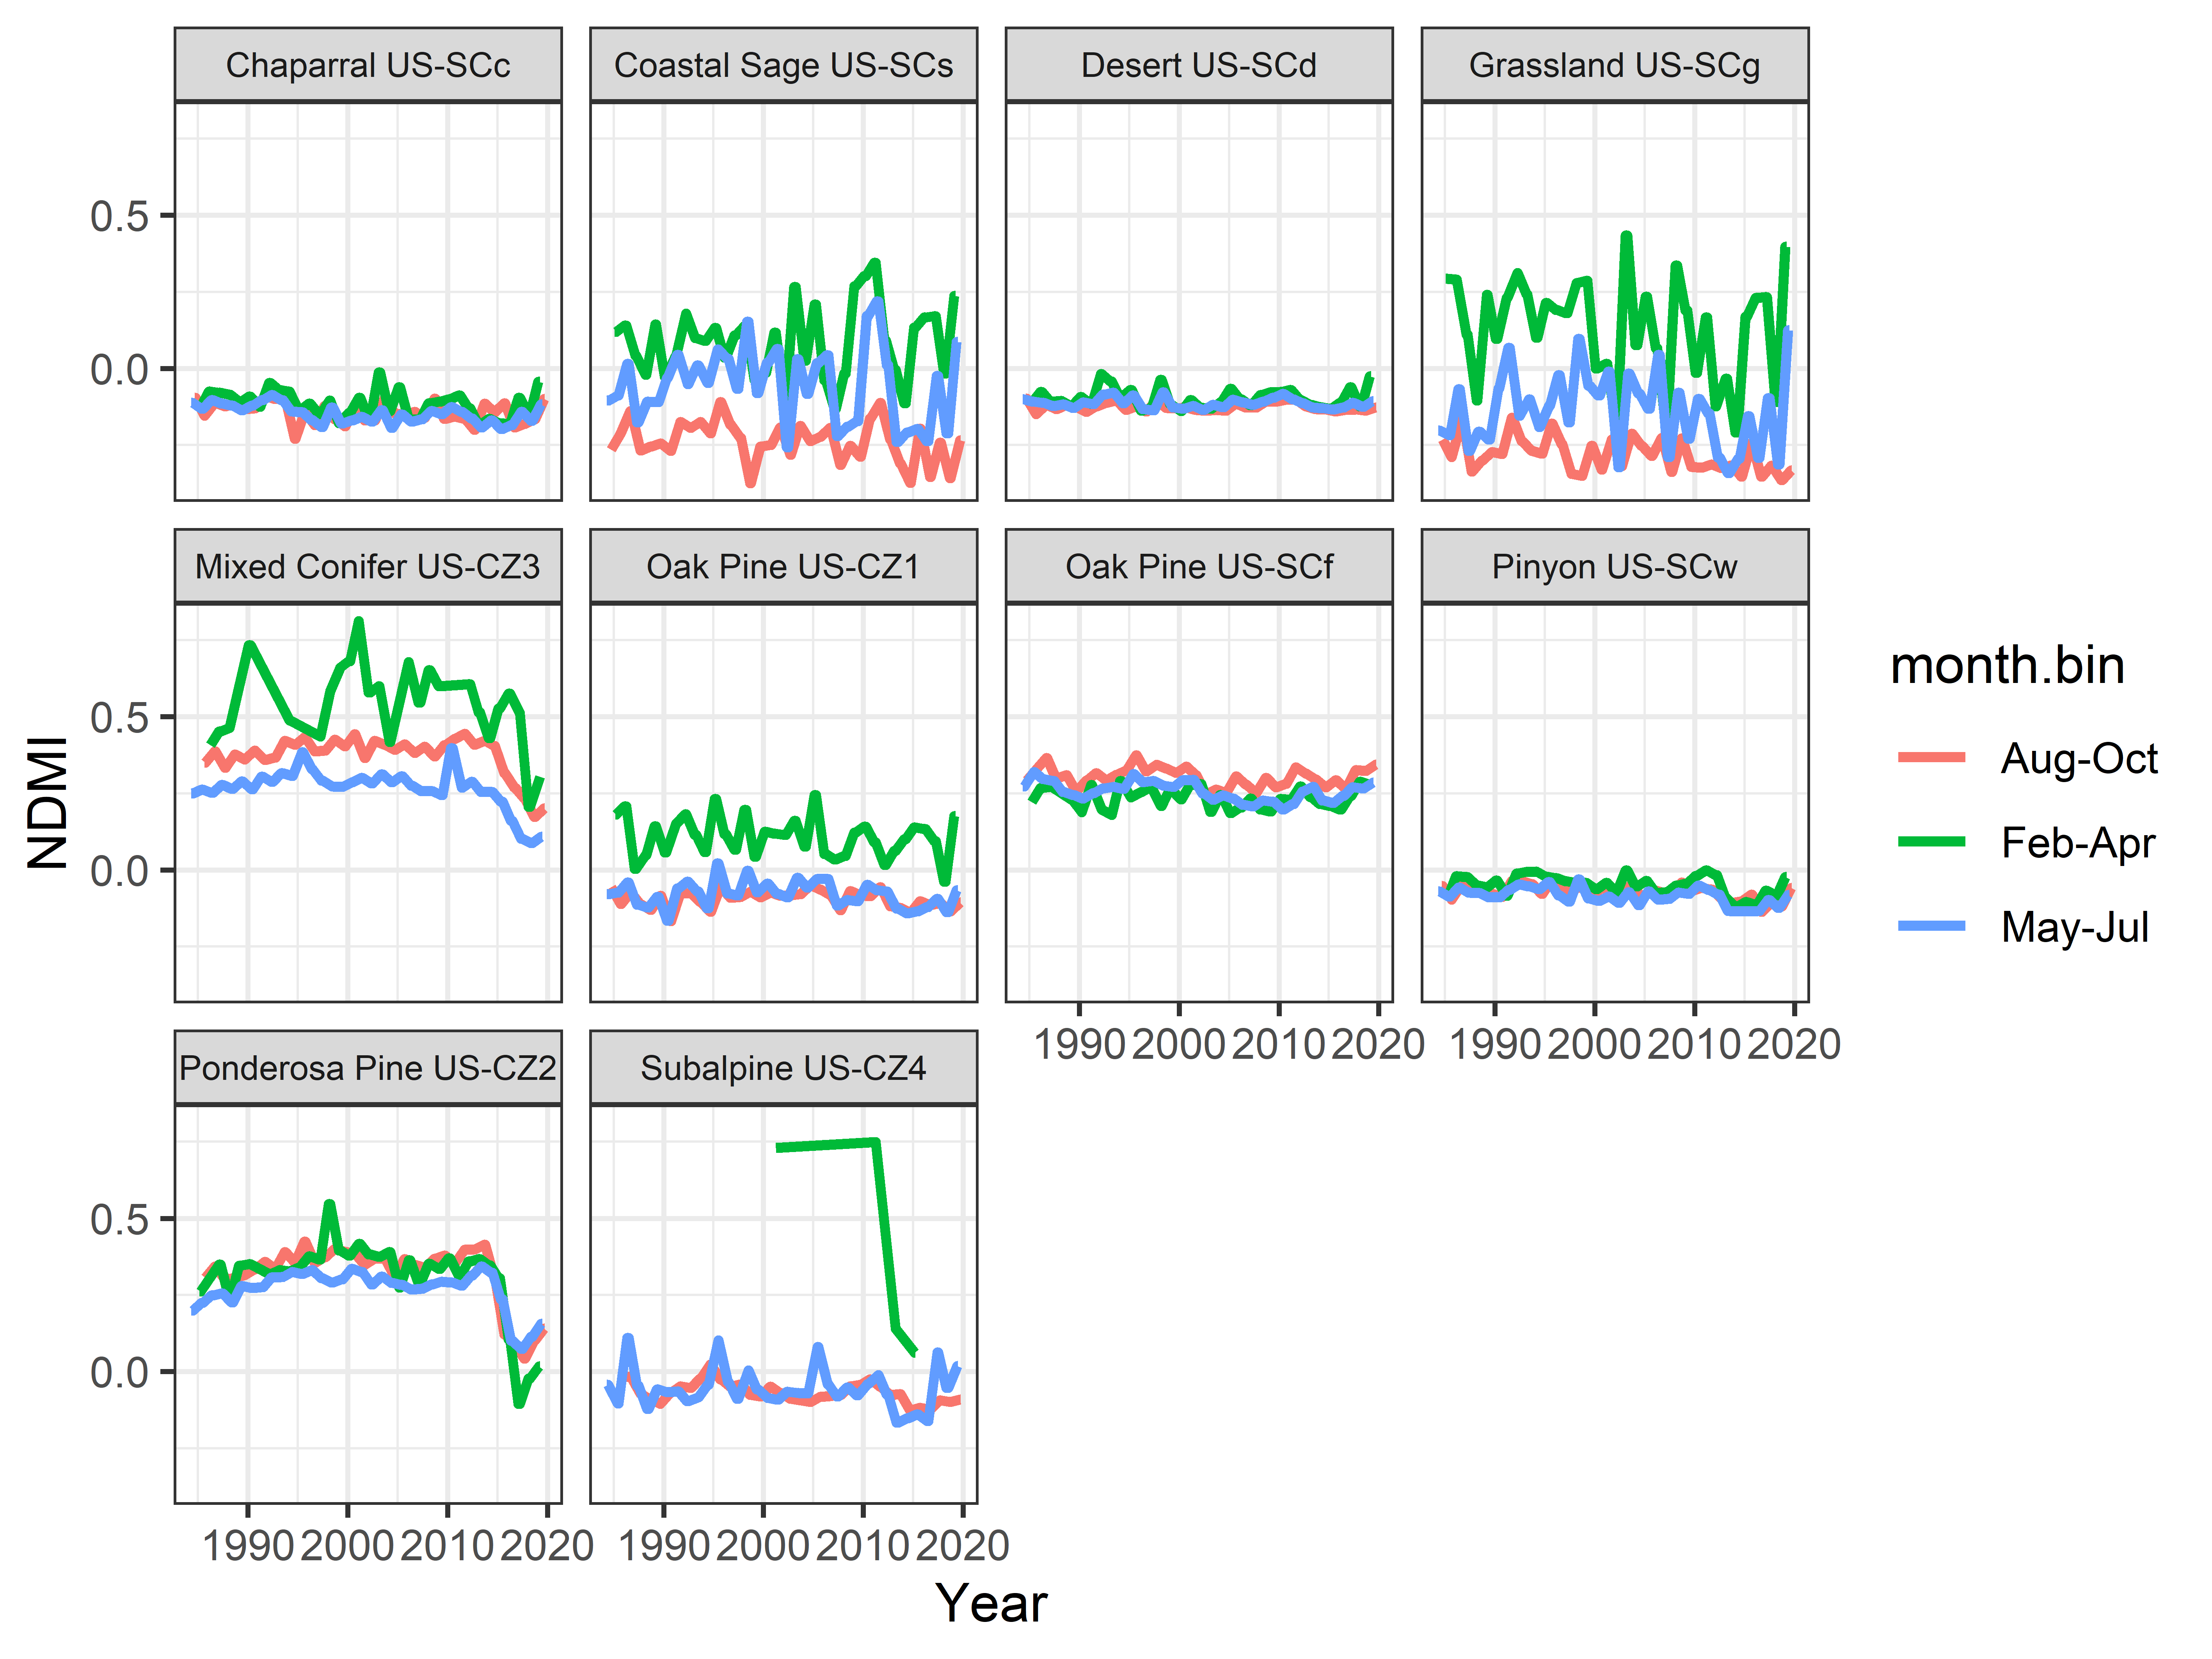 Chaparral US-SCc
Coastal Sage US-SCs
Desert US-SCd
Grassland US-SCg
0.5
0.0
Mixed Conifer US-CZ3
Oak Pine US-CZ1
Oak Pine US-SCf
Pinyon US-SCw
0.5
0.0
1990 2000 2010 2020
1990 2000 2010 2020
Ponderosa Pine US-CZ2
Subalpine US-CZ4
0.5
0.0
1990 2000 2010 2020
1990 2000 2010 2020
NDMI
Year
month.bin
Aug-Oct
Feb-Apr
May-Jul